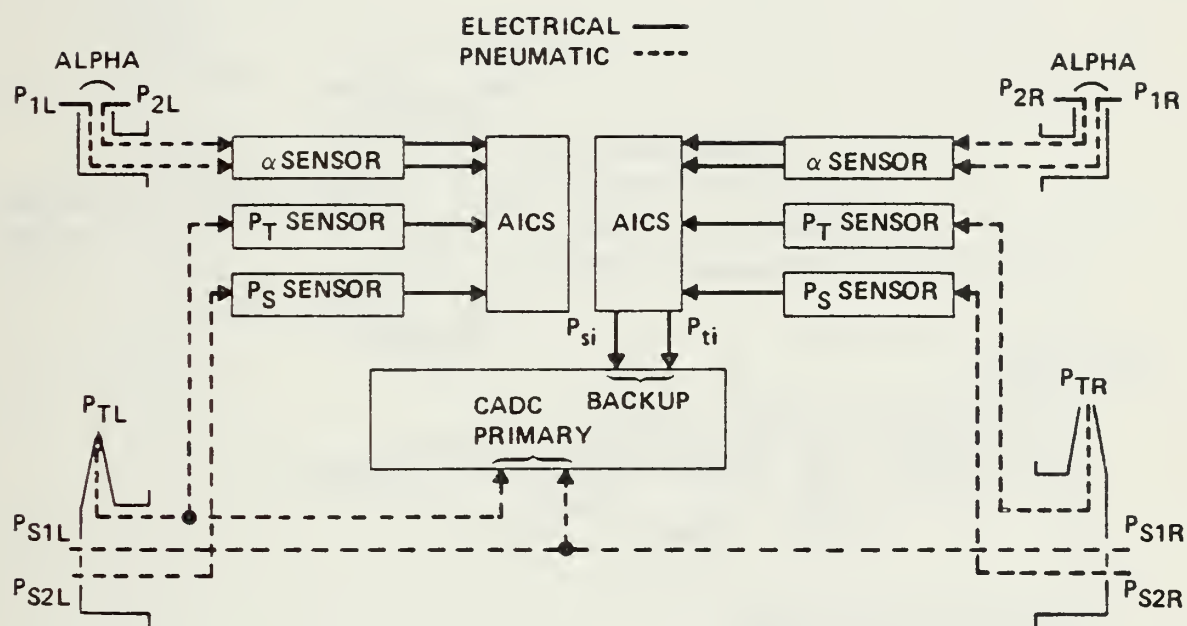 ELECTRICAL
PNEUMATIC
ALPHA
P1L P2L
ALPHA
P2R P1R
α SENSOR
PT SENSOR
PS SENSOR
AICS
AICS
α SENSOR
PT SENSOR
PS SENSOR
Psi Pti
BACKUP
CADC
PRIMARY
PTL
PTR
PS1L
PS2L
PS1R
PS2R